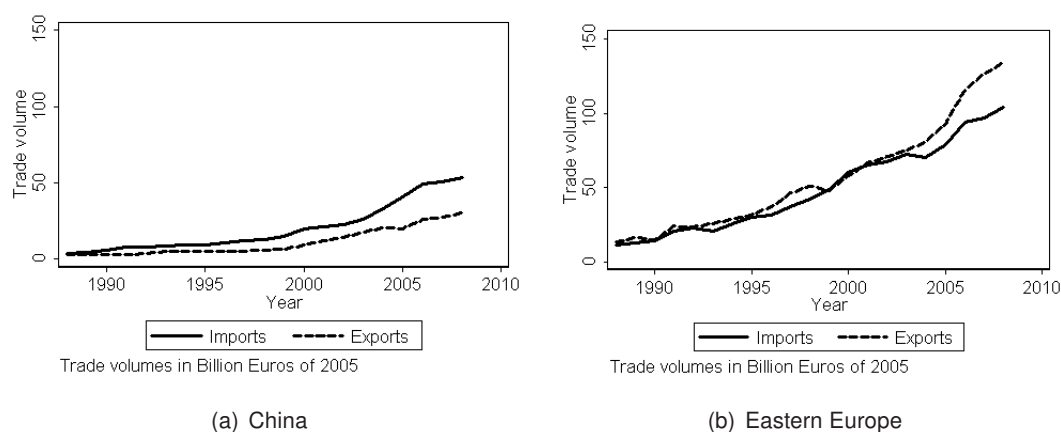 150
100
50
0
Trade volume
1990 1995 2000 2005 2010
Year
Imports Exports
Trade volumes in Billion Euros of 2005
(a) China
150
100
50
0
Trade volume
1990 1995 2000 2005 2010
Year
Imports Exports
Trade volumes in Billion Euros of 2005
(b) Eastern Europe